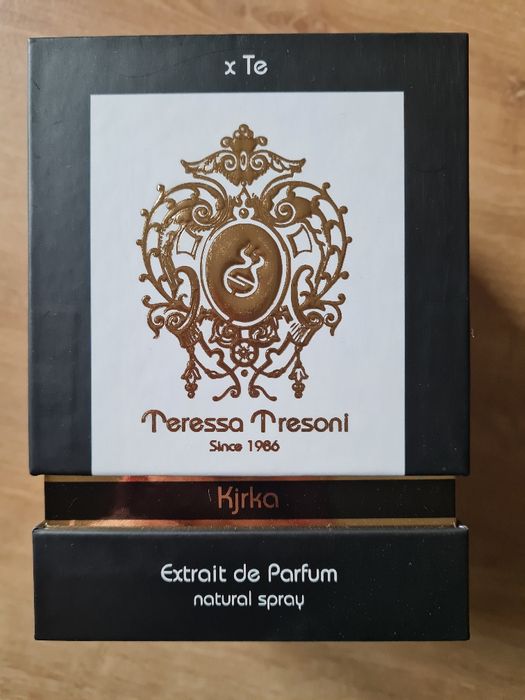 x Te
Teressa Tresoni
Since 1986
Kjrka
Extrait de Parfum
natural spray